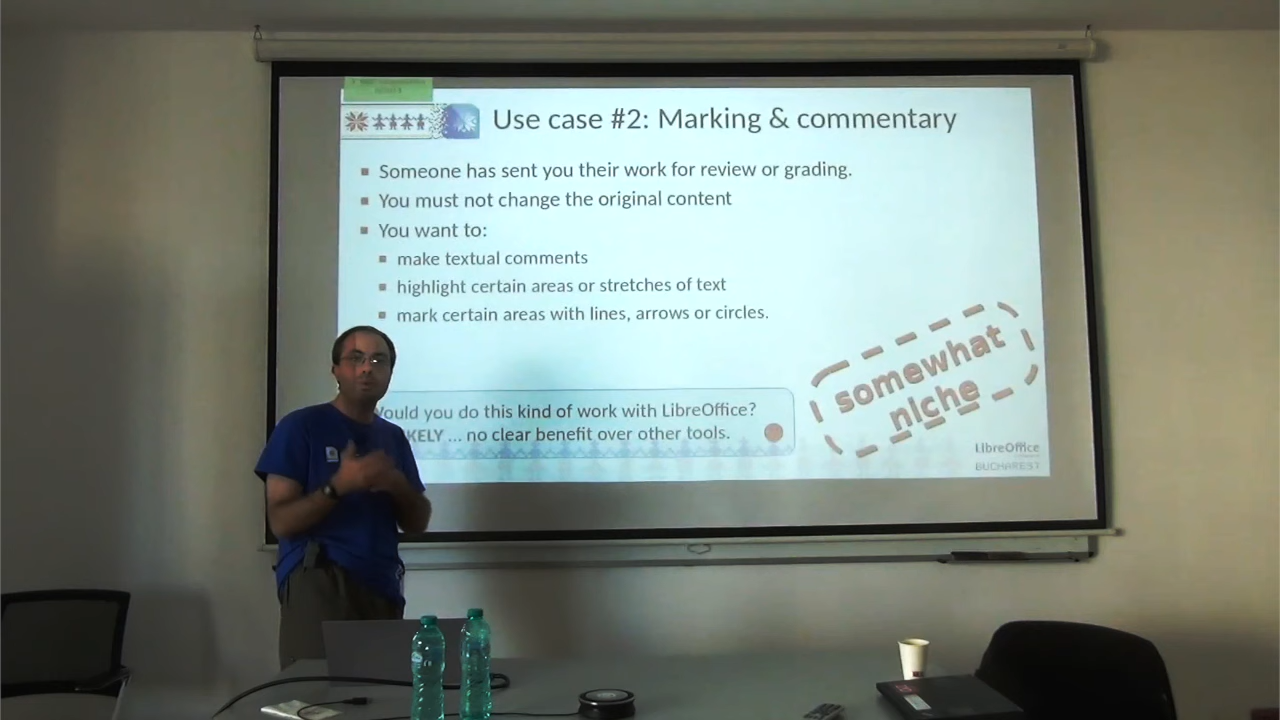 Use case #2: Marking & commentary
Someone has sent you their work for review or grading.
You must not change the original content
You want to:
make textual comments
highlight certain areas or stretches of text
mark certain areas with lines, arrows or circles.
somewhat
niche
ould you do this kind of work with LibreOffice?
KELY ... no clear benefit over other tools.
LibreOffice
BUCHAREST